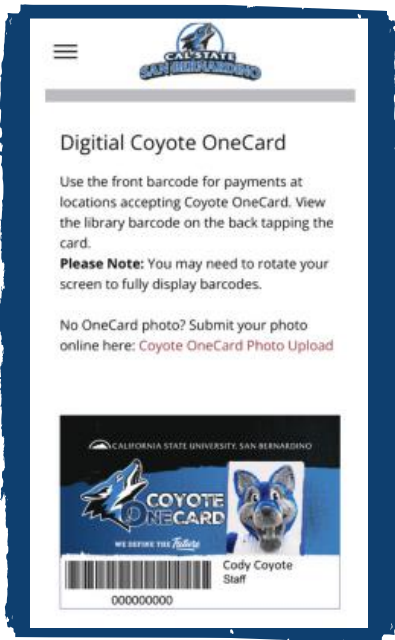 CAL STATE
SAN BERNARDINO
Digitial Coyote OneCard
Use the front barcode for payments at
locations accepting Coyote OneCard. View
the library barcode on the back tapping the
card.
Please Note: You may need to rotate your
screen to fully display barcodes.
No OneCard photo? Submit your photo
online here: Coyote OneCard Photo Upload
CALIFORNIA STATE UNIVERSITY, SAN BERNARDINO
COYOTE
ONECARD
WE DEFINE THE Future
Cody Coyote
Staff
000000000